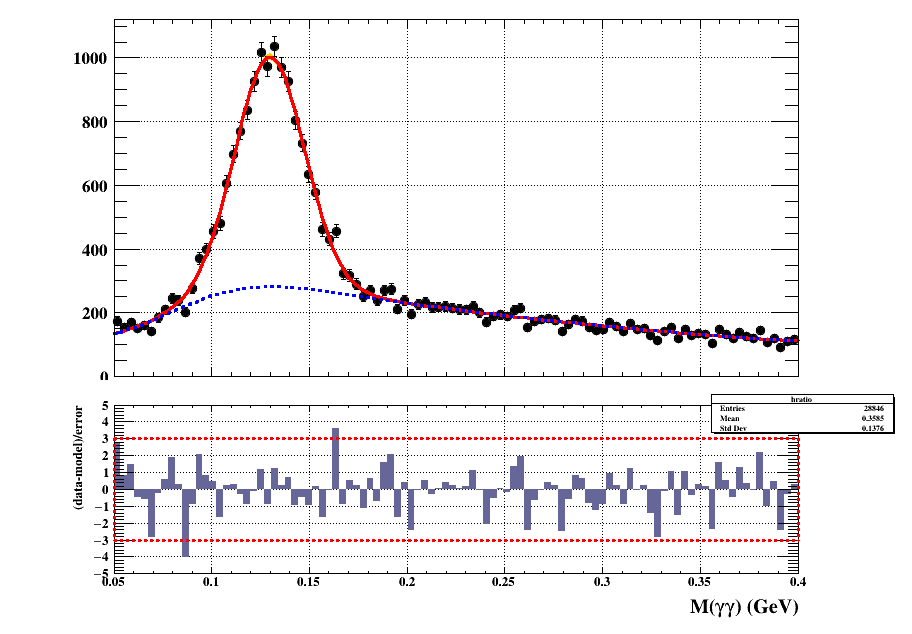 1000
800
600
400
200
0
hratio
Entries 28846
Mean 0.3585
Std Dev 0.1376
(data-model)/error
5
4
3
2
1
0
−1
−2
−3
−4
−5
0.05 0.1 0.15 0.2 0.25 0.3 0.35 0.4
M(γγ) (GeV)